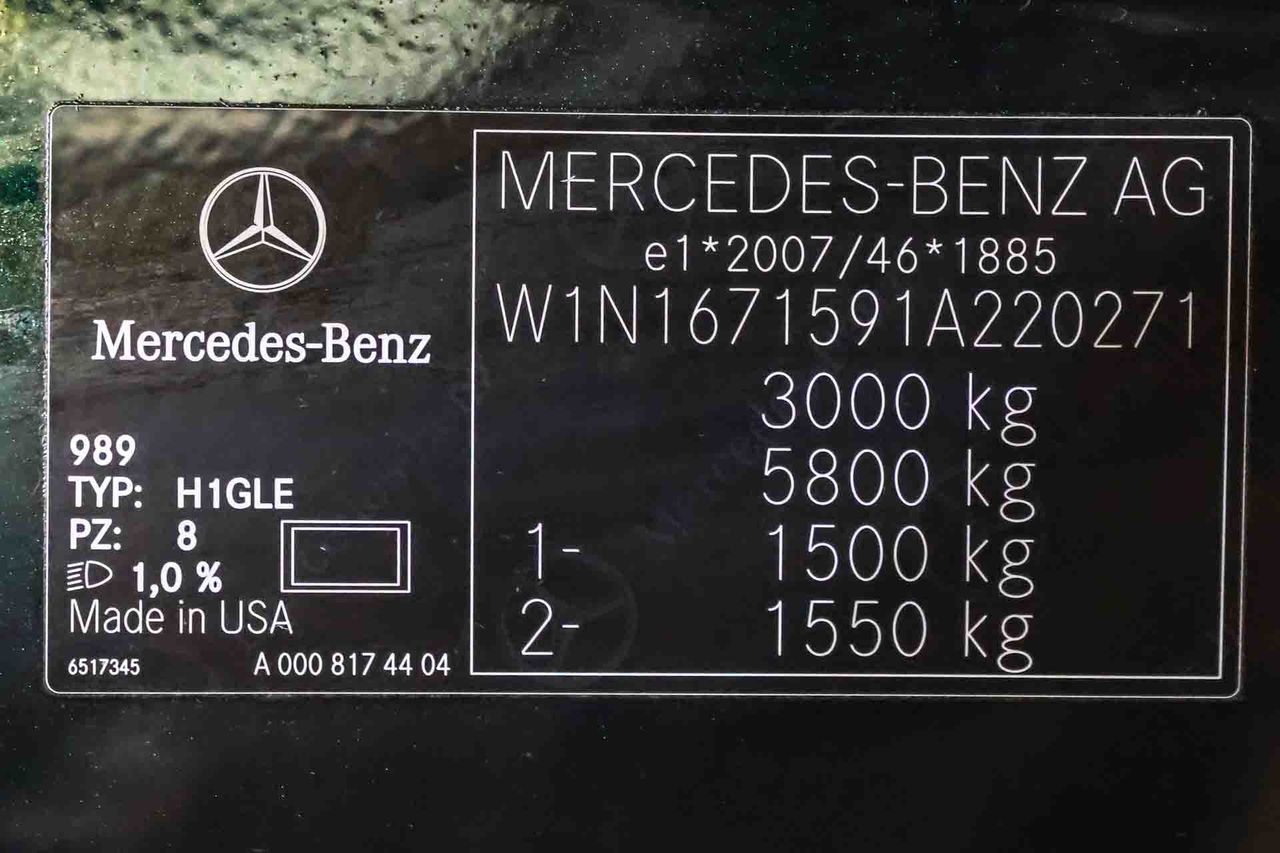 Mercedes-Benz
989
TYP: H1GLE
PZ: 8
1,0 %
Made in USA
6517345 A 000 817 44 04
MERCEDES-BENZ AG
e1*2007/46*1885
W1N1671591A220271
3000 kg
5800 kg
1- 1500 kg
2- 1550 kg